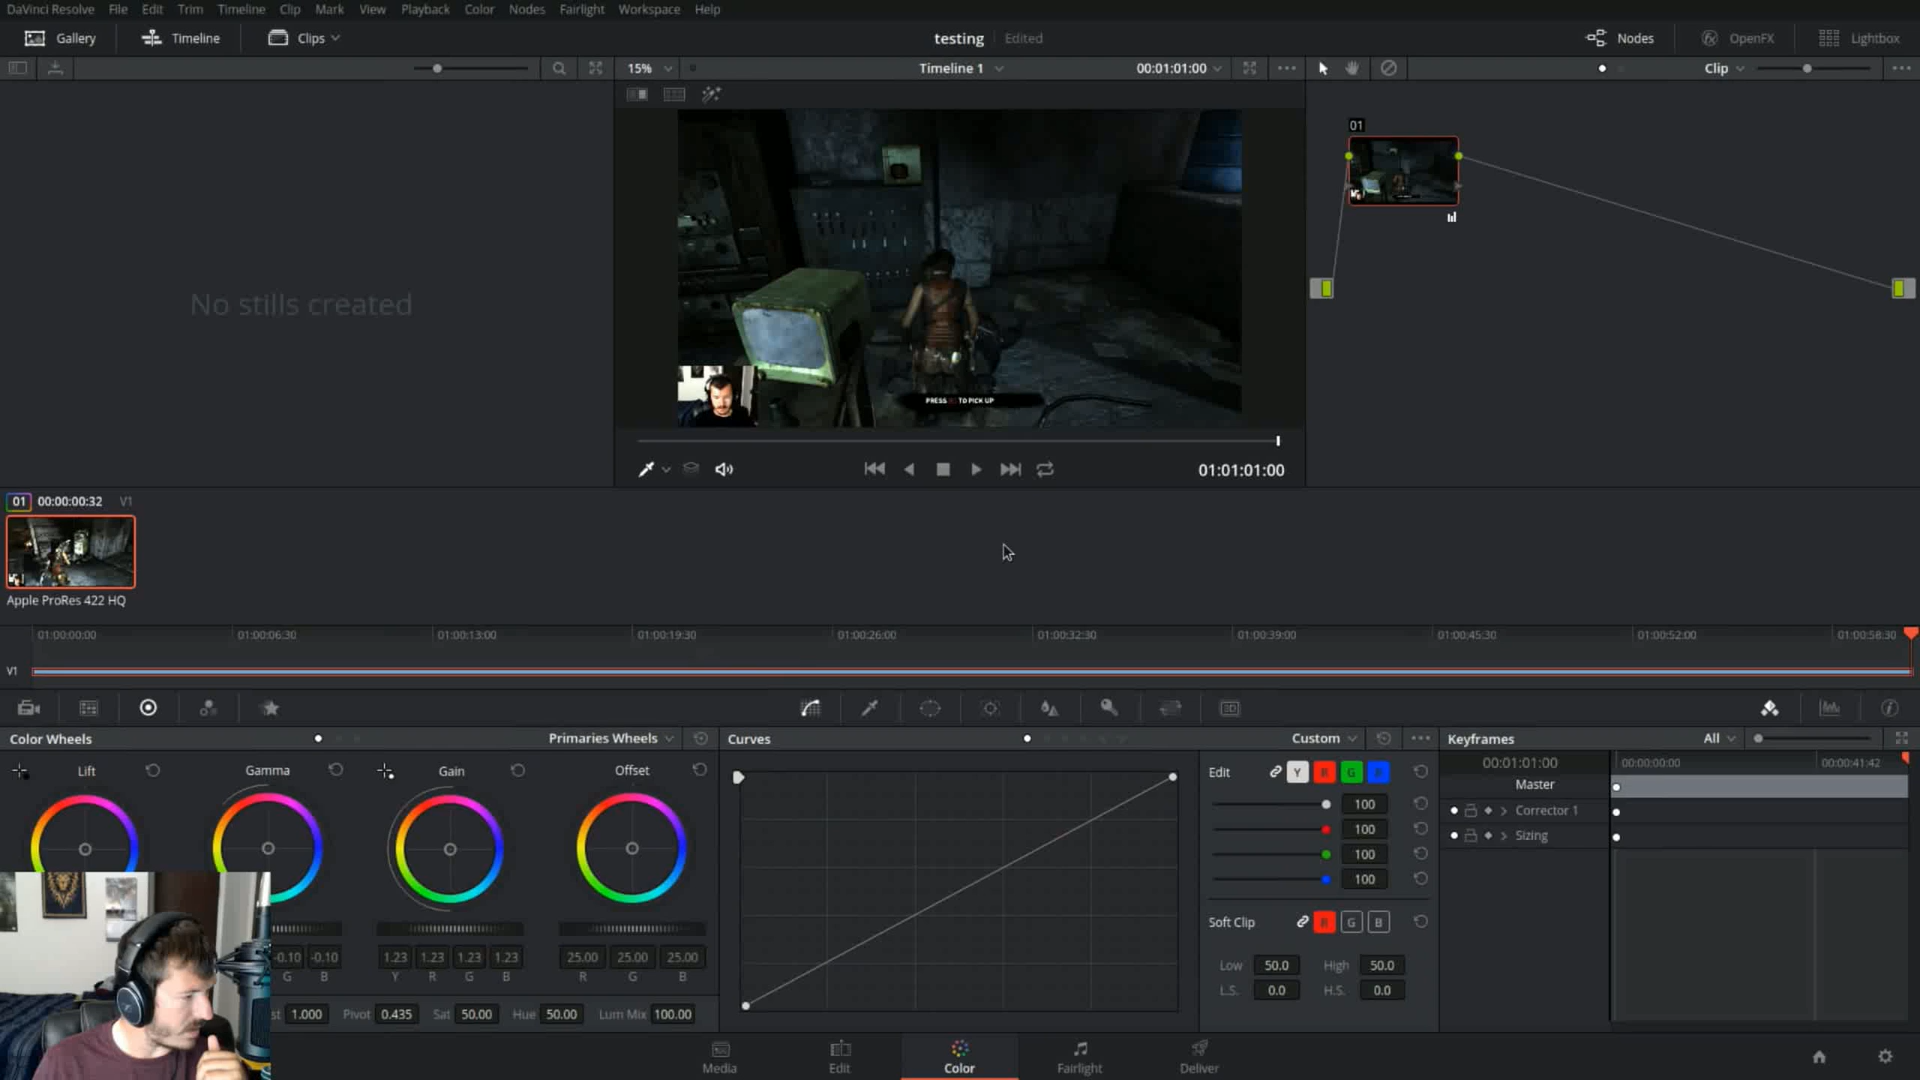 DaVinci Resolve File Edit Trim Timeline Clip Mark View Playback Color Nodes Fairlight Workspace Help
Gallery Timeline Clips testing Edited Nodes OpenFX Lightbox
15% Timeline 1 00:01:01:00 Clip
01
No stills created
PRESS TO PICK UP
01:01:01:00
01 00:00:00:32 V1
Apple ProRes 422 HQ
01:00:00:00 01:00:06:30 01:00:13:00 01:00:19:30 01:00:26:00 01:00:32:30 01:00:39:00 01:00:45:30 01:00:52:00 01:00:58:30
V1
3D
Color Wheels Primaries Wheels Curves Custom Keyframes All
Lift Gamma Gain Offset
Edit Y R G B
00:01:01:00 00:00:00:00 00:00:41:42
Master
100
Corrector 1
100
Sizing
100
100
Soft Clip R G B
-0.10 -0.10 1.23 1.23 1.23 1.23 25.00 25.00 25.00
G B Y R G B R G B
Low 50.0 High 50.0
L.S. 0.0 H.S. 0.0
st 1.000 Pivot 0.435 Sat 50.00 Hue 50.00 Lum Mix 100.00
Media Edit Color Fairlight Deliver